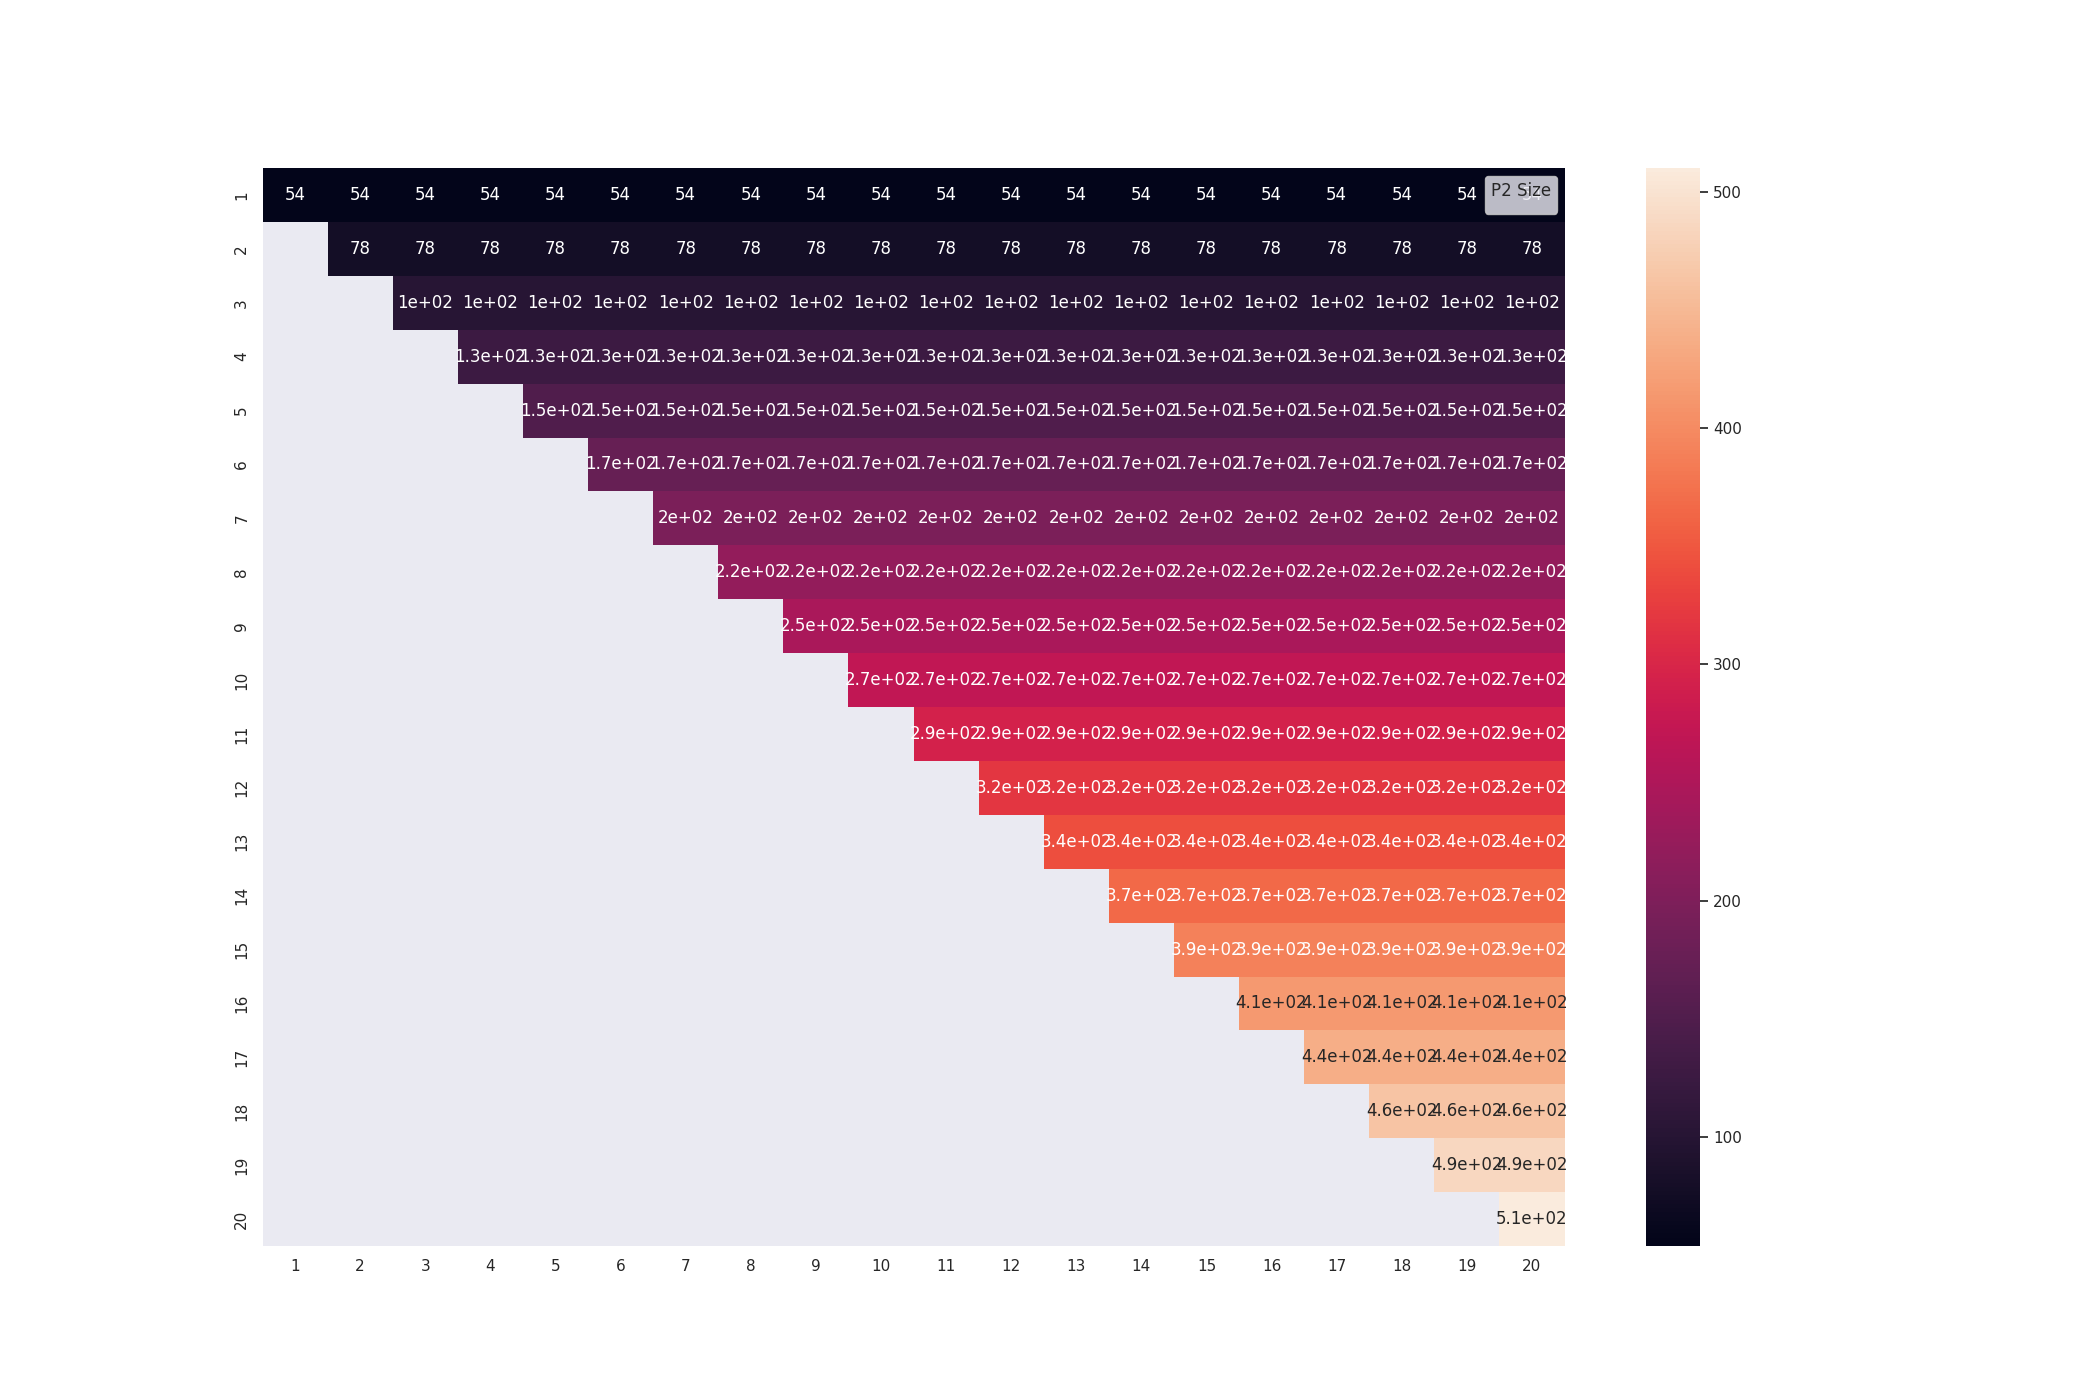 P2 Size
1 54 54 54 54 54 54 54 54 54 54 54 54 54 54 54 54 54 54 54 54
2 78 78 78 78 78 78 78 78 78 78 78 78 78 78 78 78 78 78 78
3 1e+02 1e+02 1e+02 1e+02 1e+02 1e+02 1e+02 1e+02 1e+02 1e+02 1e+02 1e+02 1e+02 1e+02 1e+02 1e+02 1e+02 1e+02
4 1.3e+02 1.3e+02 1.3e+02 1.3e+02 1.3e+02 1.3e+02 1.3e+02 1.3e+02 1.3e+02 1.3e+02 1.3e+02 1.3e+02 1.3e+02 1.3e+02 1.3e+02 1.3e+02 1.3e+02
5 1.5e+02 1.5e+02 1.5e+02 1.5e+02 1.5e+02 1.5e+02 1.5e+02 1.5e+02 1.5e+02 1.5e+02 1.5e+02 1.5e+02 1.5e+02 1.5e+02 1.5e+02 1.5e+02
6 1.7e+02 1.7e+02 1.7e+02 1.7e+02 1.7e+02 1.7e+02 1.7e+02 1.7e+02 1.7e+02 1.7e+02 1.7e+02 1.7e+02 1.7e+02 1.7e+02 1.7e+02
7 2e+02 2e+02 2e+02 2e+02 2e+02 2e+02 2e+02 2e+02 2e+02 2e+02 2e+02 2e+02 2e+02 2e+02
8 2.2e+02 2.2e+02 2.2e+02 2.2e+02 2.2e+02 2.2e+02 2.2e+02 2.2e+02 2.2e+02 2.2e+02 2.2e+02 2.2e+02 2.2e+02
9 2.5e+02 2.5e+02 2.5e+02 2.5e+02 2.5e+02 2.5e+02 2.5e+02 2.5e+02 2.5e+02 2.5e+02 2.5e+02 2.5e+02
10 2.7e+02 2.7e+02 2.7e+02 2.7e+02 2.7e+02 2.7e+02 2.7e+02 2.7e+02 2.7e+02 2.7e+02 2.7e+02
11 2.9e+02 2.9e+02 2.9e+02 2.9e+02 2.9e+02 2.9e+02 2.9e+02 2.9e+02 2.9e+02 2.9e+02
12 3.2e+02 3.2e+02 3.2e+02 3.2e+02 3.2e+02 3.2e+02 3.2e+02 3.2e+02 3.2e+02
13 3.4e+02 3.4e+02 3.4e+02 3.4e+02 3.4e+02 3.4e+02 3.4e+02 3.4e+02
14 3.7e+02 3.7e+02 3.7e+02 3.7e+02 3.7e+02 3.7e+02 3.7e+02
15 3.9e+02 3.9e+02 3.9e+02 3.9e+02 3.9e+02 3.9e+02
16 4.1e+02 4.1e+02 4.1e+02 4.1e+02 4.1e+02
17 4.4e+02 4.4e+02 4.4e+02 4.4e+02
18 4.6e+02 4.6e+02 4.6e+02
19 4.9e+02 4.9e+02
20 5.1e+02
1 2 3 4 5 6 7 8 9 10 11 12 13 14 15 16 17 18 19 20
500
400
300
200
100